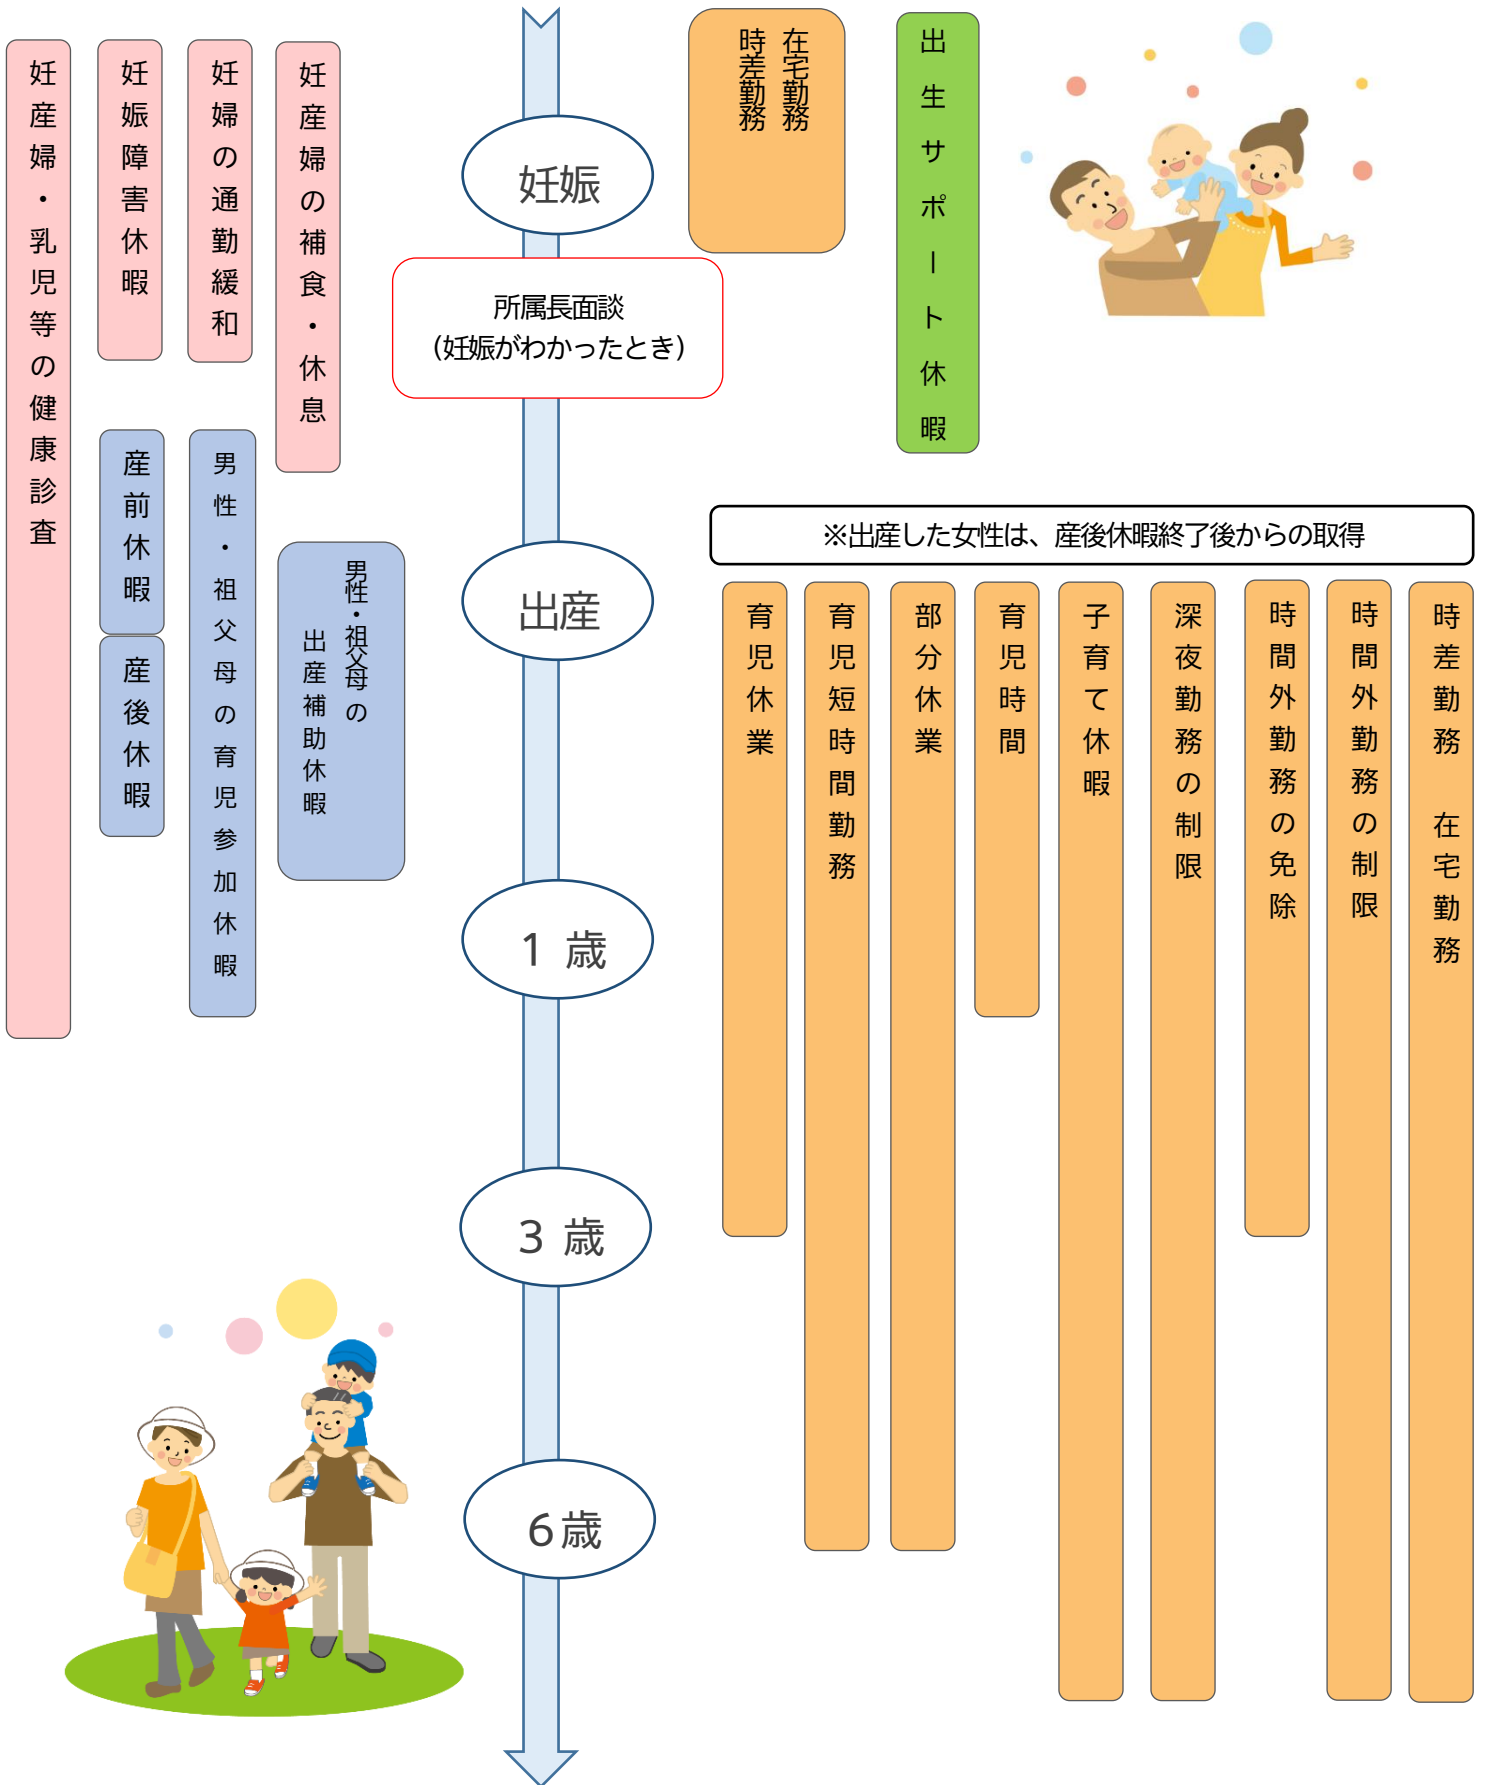 妊産婦・乳児等の健康診査
妊娠障害休暇
妊婦の通勤緩和
妊産婦の補食・休息
妊娠
在宅勤務
時差勤務
出生サポート休暇
所属長面談
(妊娠がわかったとき)
産前休暇
産後休暇
男性・祖父母の育児参加休暇
男性・祖父母の
出産補助休暇
出産
※出産した女性は、産後休暇終了後からの取得
育児休業
育児短時間勤務
部分休業
育児時間
子育て休暇
深夜勤務の制限
時間外勤務の免除
時間外勤務の制限
時差勤務 在宅勤務
1 歳
3 歳
6歳